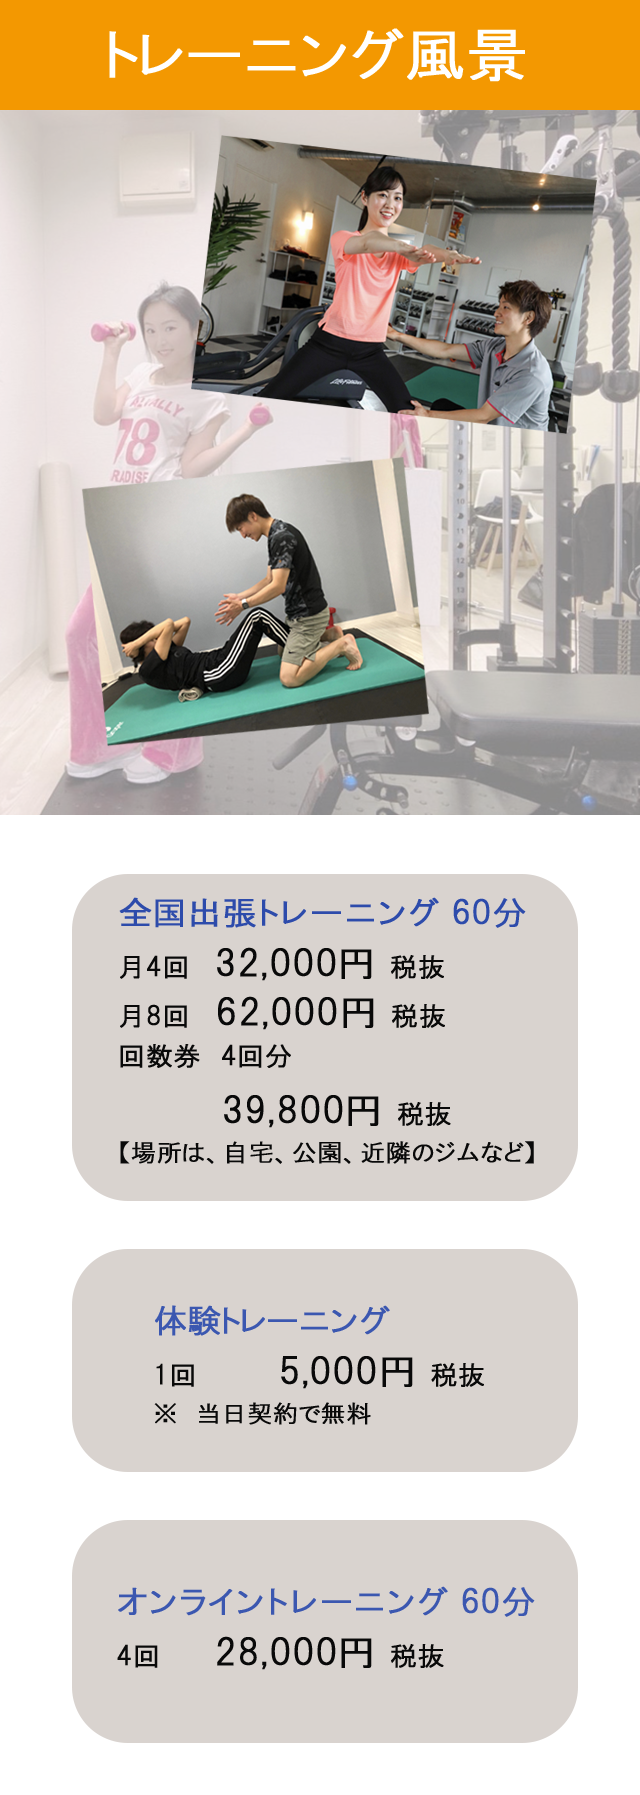 トレーニング風景
78
RADISE
Life Fitness
全国出張トレーニング 60分
月4回 32,000円 税抜
月8回 62,000円 税抜
回数券 4回分
39,800円 税抜
【場所は、自宅、公園、近隣のジムなど】
体験トレーニング
1回 5,000円 税抜
※ 当日契約で無料
オンライントレーニング 60分
4回 28,000円 税抜